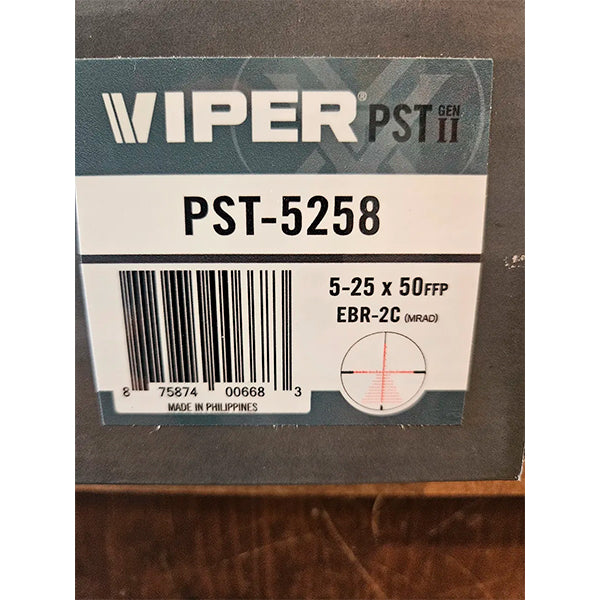 VIPER® PST GEN II
PST-5258
5-25 x 50FFP
EBR-2C (MRAD)
8 75874 00668 3
MADE IN PHILIPPINES